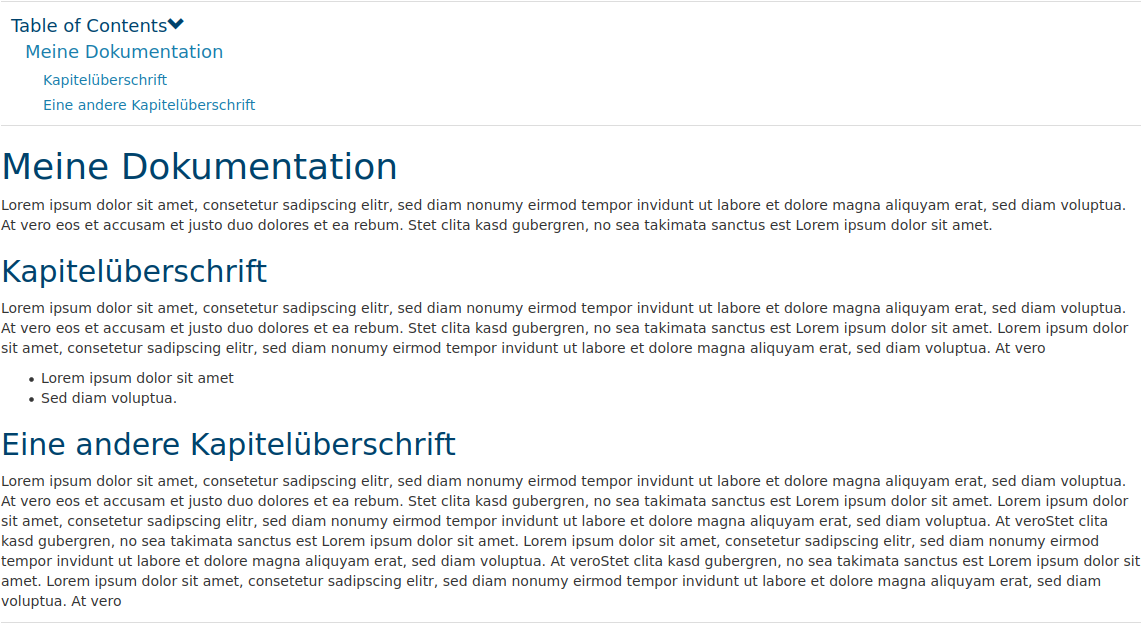 Table of Contents
Meine Dokumentation
Kapitelüberschrift
Eine andere Kapitelüberschrift
Meine Dokumentation
Lorem ipsum dolor sit amet, consetetur sadipscing elitr, sed diam nonumy eirmod tempor invidunt ut labore et dolore magna aliquyam erat, sed diam voluptua.
At vero eos et accusam et justo duo dolores et ea rebum. Stet clita kasd gubergren, no sea takimata sanctus est Lorem ipsum dolor sit amet.
Kapitelüberschrift
Lorem ipsum dolor sit amet, consetetur sadipscing elitr, sed diam nonumy eirmod tempor invidunt ut labore et dolore magna aliquyam erat, sed diam voluptua.
At vero eos et accusam et justo duo dolores et ea rebum. Stet clita kasd gubergren, no sea takimata sanctus est Lorem ipsum dolor sit amet. Lorem ipsum dolor
sit amet, consetetur sadipscing elitr, sed diam nonumy eirmod tempor invidunt ut labore et dolore magna aliquyam erat, sed diam voluptua. At vero
• Lorem ipsum dolor sit amet
• Sed diam voluptua.
Eine andere Kapitelüberschrift
Lorem ipsum dolor sit amet, consetetur sadipscing elitr, sed diam nonumy eirmod tempor invidunt ut labore et dolore magna aliquyam erat, sed diam voluptua.
At vero eos et accusam et justo duo dolores et ea rebum. Stet clita kasd gubergren, no sea takimata sanctus est Lorem ipsum dolor sit amet. Lorem ipsum dolor
sit amet, consetetur sadipscing elitr, sed diam nonumy eirmod tempor invidunt ut labore et dolore magna aliquyam erat, sed diam voluptua. At veroStet clita
kasd gubergren, no sea takimata sanctus est Lorem ipsum dolor sit amet. Lorem ipsum dolor sit amet, consetetur sadipscing elitr, sed diam nonumy eirmod
tempor invidunt ut labore et dolore magna aliquyam erat, sed diam voluptua. At veroStet clita kasd gubergren, no sea takimata sanctus est Lorem ipsum dolor sit
amet. Lorem ipsum dolor sit amet, consetetur sadipscing elitr, sed diam nonumy eirmod tempor invidunt ut labore et dolore magna aliquyam erat, sed diam
voluptua. At vero